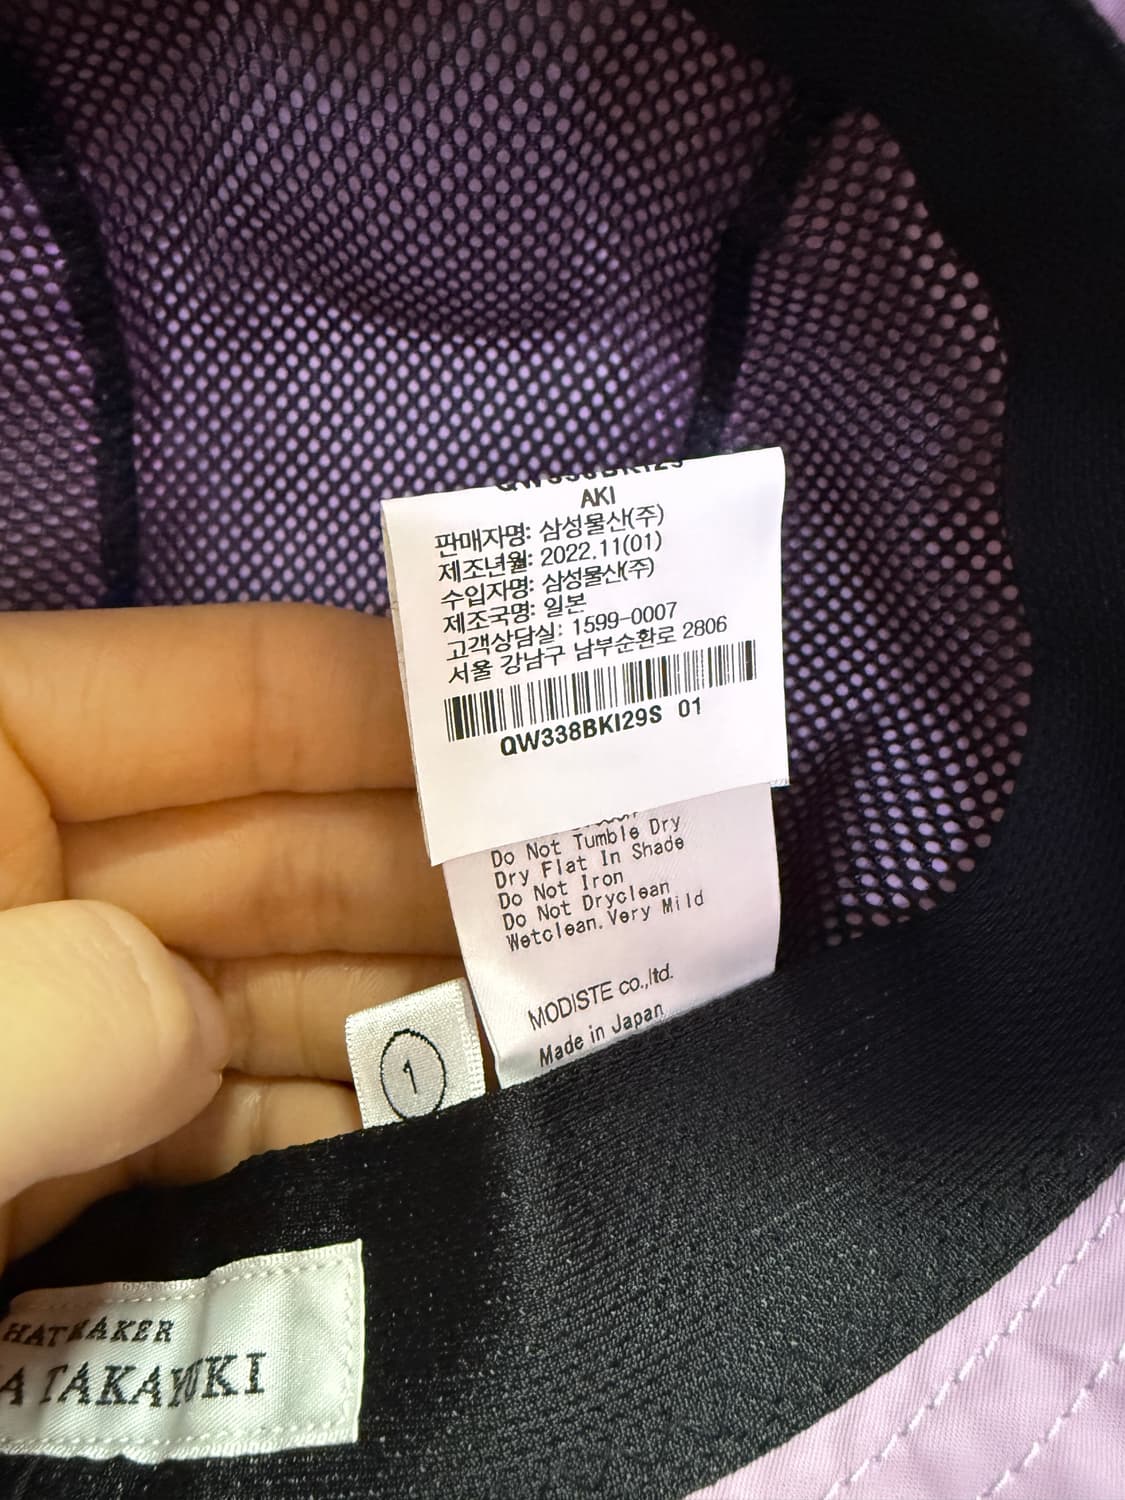 AKI
판매자명: 삼성물산(주)
제조년월: 2022.11(01)
수입자명: 삼성물산(주)
제조국명: 일본
고객상담실: 1599-0007
서울 강남구 남부순환로 2806
QW338BKI29S 01
Do Not Tumble Dry
Dry Flat In Shade
Do Not Iron
Do Not Dryclean
Wetclean.Very Mild
MODISTE co.,ltd.
Made in Japan
1
HATMAKER
A TAKAYUKI